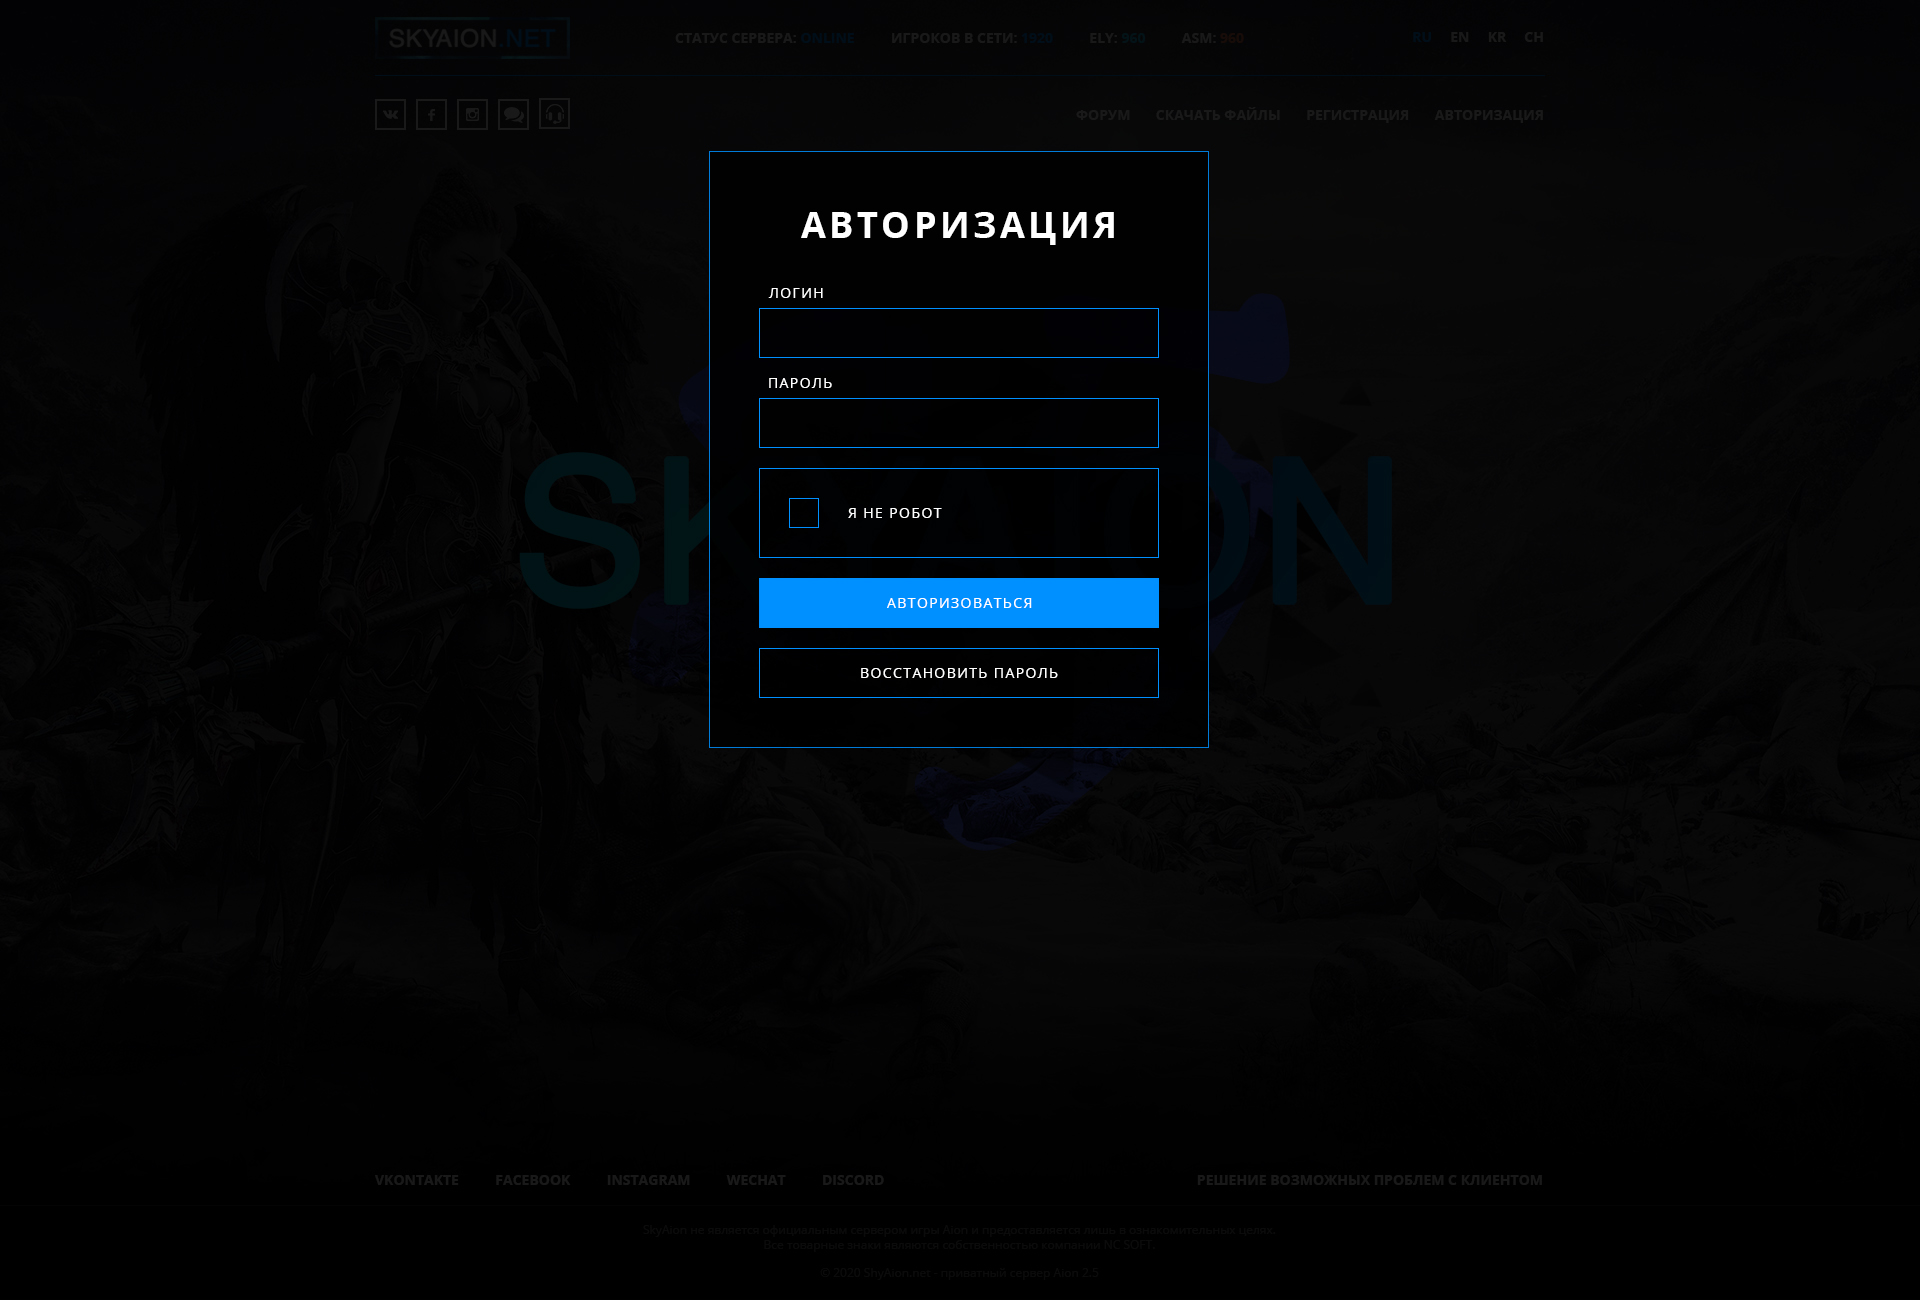 SKYAION.NET
СТАТУС СЕРВЕРА: ONLINE ИГРОКОВ В СЕТИ: 1920 ELY: 960 ASM: 960
RU EN KR CH
ФОРУМ СКАЧАТЬ ФАЙЛЫ РЕГИСТРАЦИЯ АВТОРИЗАЦИЯ
АВТОРИЗАЦИЯ
ЛОГИН
ПАРОЛЬ
SKYAION
Я НЕ РОБОТ
АВТОРИЗОВАТЬСЯ
ВОССТАНОВИТЬ ПАРОЛЬ
VKONTAKTE FACEBOOK INSTAGRAM WECHAT DISCORD
РЕШЕНИЕ ВОЗМОЖНЫХ ПРОБЛЕМ С КЛИЕНТОМ
SkyAion не является официальным сервером игры Aion и предоставляется лишь в ознакомительных целях.
Все товарные знаки являются собственностью компании NC SOFT.
© 2020 ShyAion.net - приватный сервер Aion 2.5